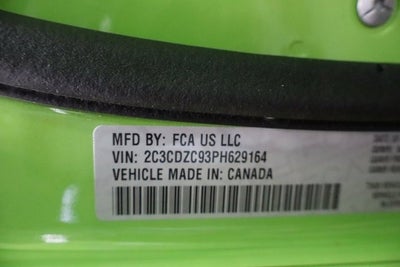 MFD BY: FCA US LLC
VIN: 2C3CDZC93PH629164
VEHICLE MADE IN: CANADA